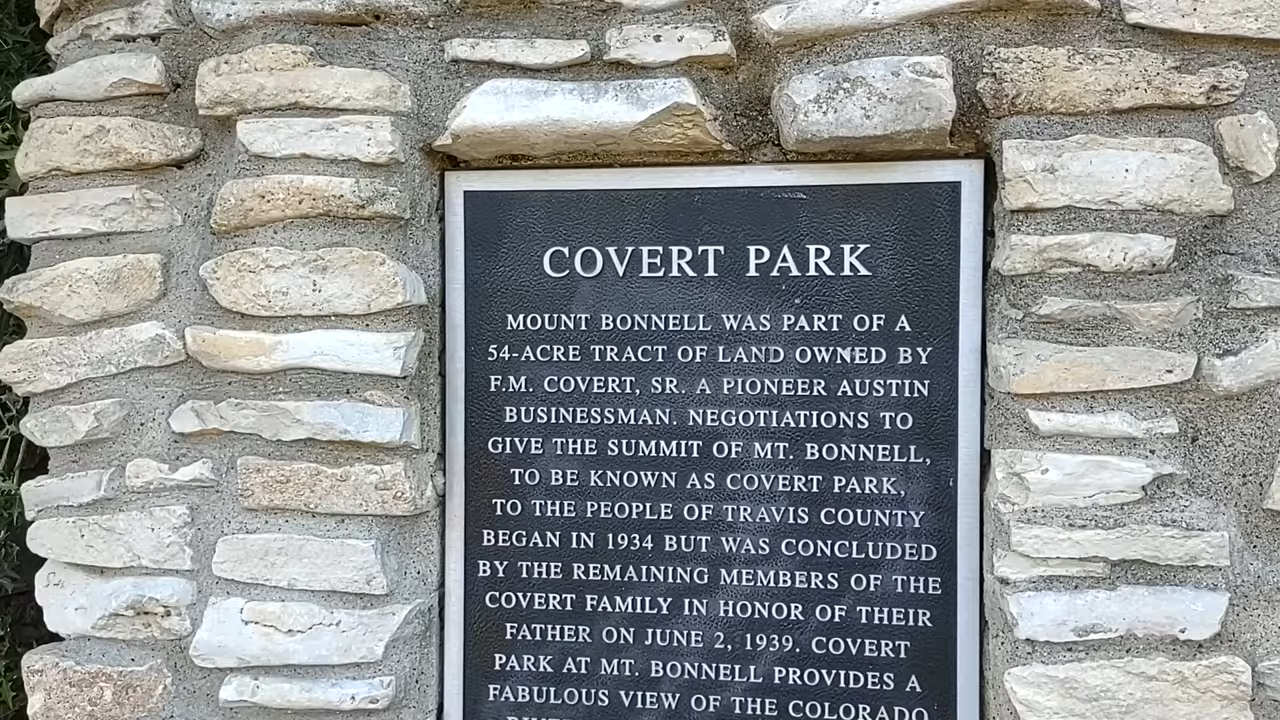 COVERT PARK
MOUNT BONNELL WAS PART OF A
54-ACRE TRACT OF LAND OWNED BY
F.M. COVERT, SR. A PIONEER AUSTIN
BUSINESSMAN. NEGOTIATIONS TO
GIVE THE SUMMIT OF MT. BONNELL,
TO BE KNOWN AS COVERT PARK,
TO THE PEOPLE OF TRAVIS COUNTY
BEGAN IN 1934 BUT WAS CONCLUDED
BY THE REMAINING MEMBERS OF THE
COVERT FAMILY IN HONOR OF THEIR
FATHER ON JUNE 2, 1939. COVERT
PARK AT MT. BONNELL PROVIDES A
FABULOUS VIEW OF THE COLORADO